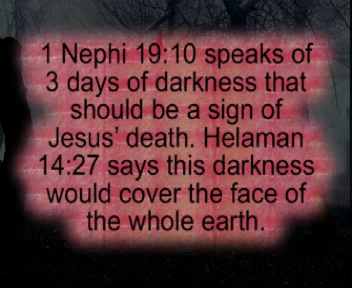 1 Nephi 19:10 speaks of
3 days of darkness that
should be a sign of
Jesus’ death. Helaman
14:27 says this darkness
would cover the face of
the whole earth.